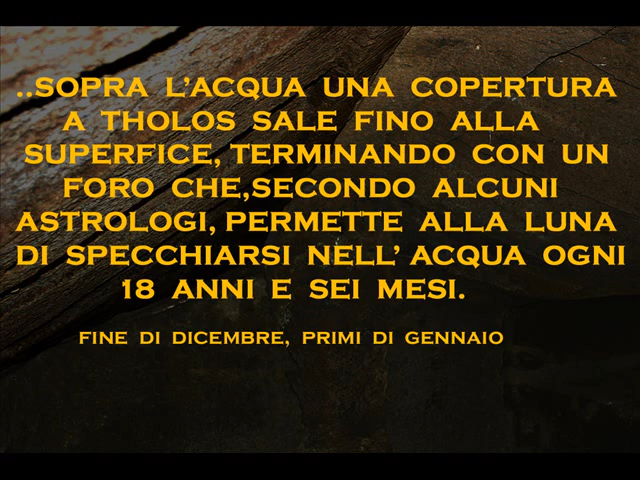 ..SOPRA L'ACQUA UNA COPERTURA
A THOLOS SALE FINO ALLA
SUPERFICE, TERMINANDO CON UN
FORO CHE,SECONDO ALCUNI
ASTROLOGI, PERMETTE ALLA LUNA
DI SPECCHIARSI NELL' ACQUA OGNI
18 ANNI E SEI MESI.
FINE DI DICEMBRE, PRIMI DI GENNAIO